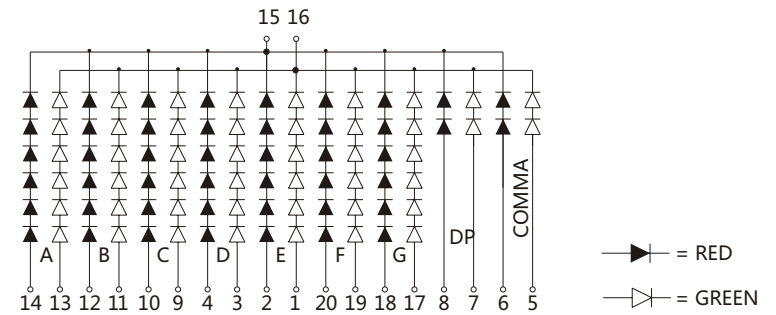 15 16
A B C D E F G DP COMMA
14 13 12 11 10 9 4 3 2 1 20 19 18 17 8 7 6 5
= RED
= GREEN